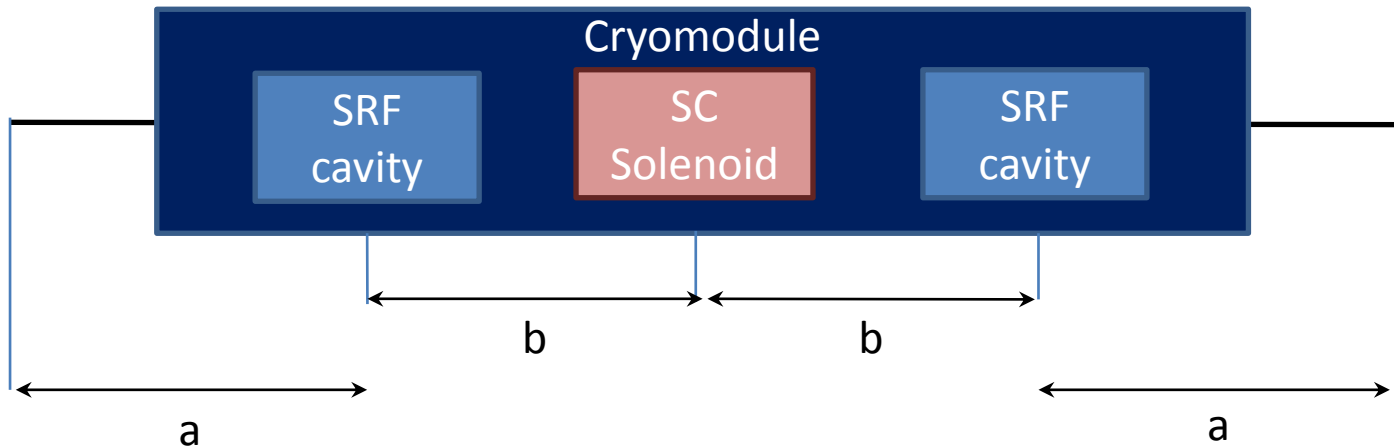 Cryomodule
SRF
cavity
SC
Solenoid
SRF
cavity
b
b
a
a